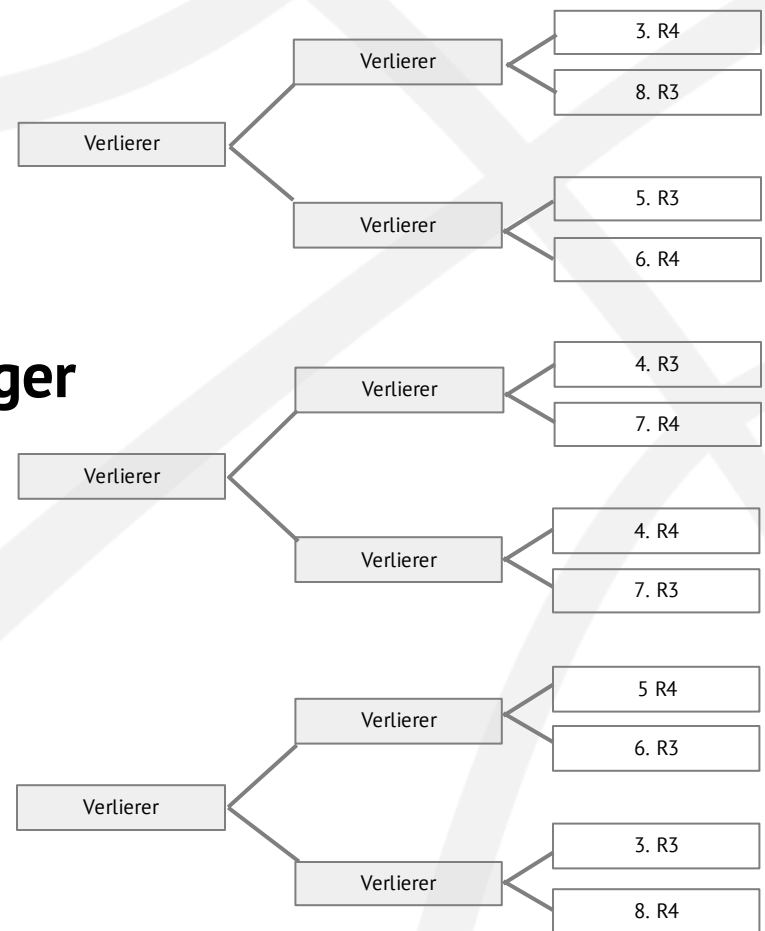 3. R4
Verlierer
8. R3
Verlierer
5. R3
Verlierer
6. R4
4. R3
ger
Verlierer
7. R4
Verlierer
4. R4
Verlierer
7. R3
5 R4
Verlierer
6. R3
Verlierer
3. R3
Verlierer
8. R4